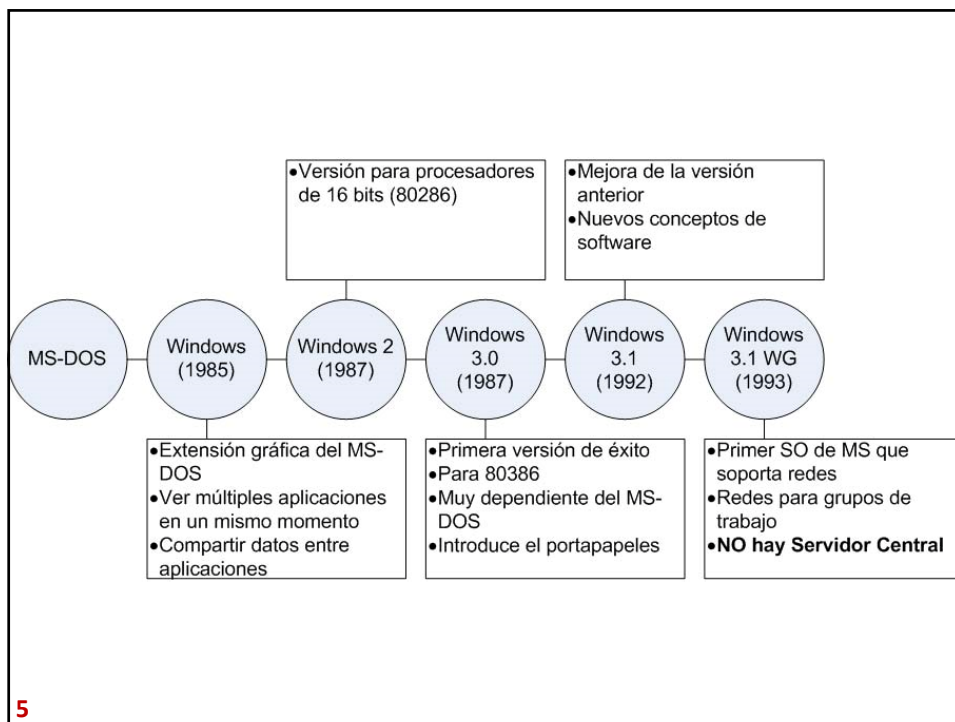 •Versión para procesadores
de 16 bits (80286)
•Mejora de la versión
anterior
•Nuevos conceptos de
software
MS-DOS
Windows
(1985)
Windows 2
(1987)
Windows
3.0
(1987)
Windows
3.1
(1992)
Windows
3.1 WG
(1993)
•Extensión gráfica del MS-
DOS
•Ver múltiples aplicaciones
en un mismo momento
•Compartir datos entre
aplicaciones
•Primera versión de éxito
•Para 80386
•Muy dependiente del MS-
DOS
•Introduce el portapapeles
•Primer SO de MS que
soporta redes
•Redes para grupos de
trabajo
•NO hay Servidor Central
5